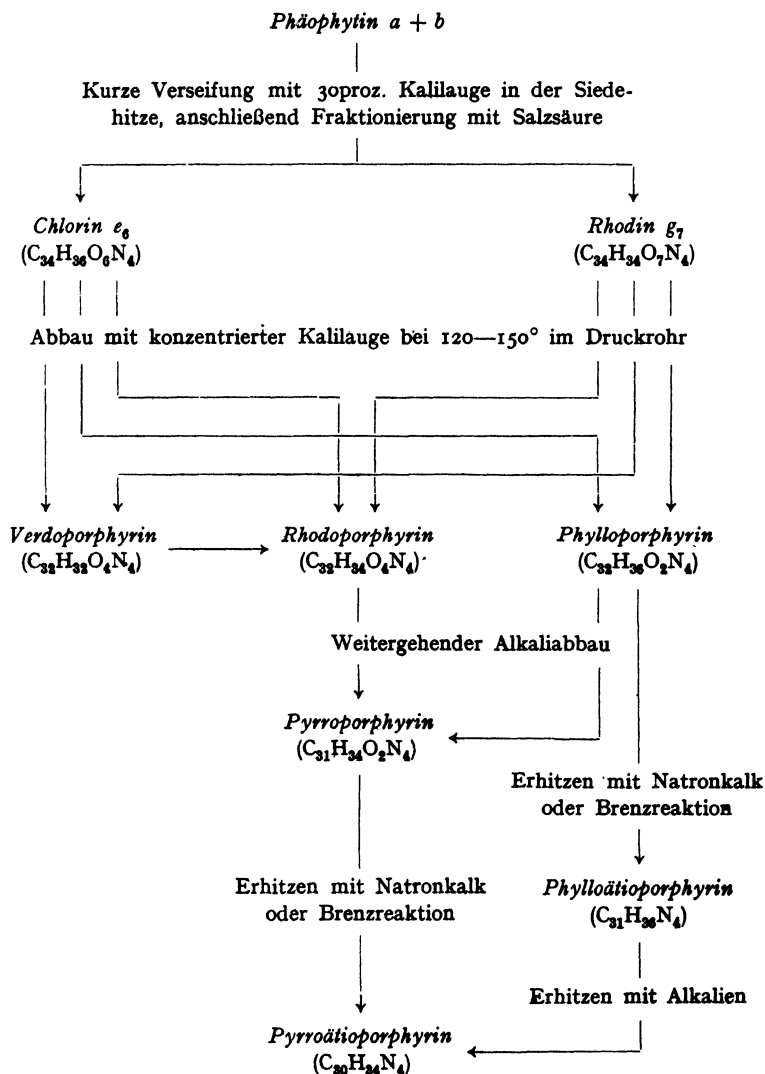 Phäophytin a + b
Kurze Verseifung mit 30proz. Kalilauge in der Siede-
hitze, anschließend Fraktionierung mit Salzsäure
Chlorin e₆
(C₃₄H₃₆O₆N₄)
Rhodin g₇
(C₃₄H₃₄O₇N₄)
Abbau mit konzentrierter Kalilauge bei 120—150° im Druckrohr
Verdoporphyrin
(C₃₂H₃₂O₄N₄)
Rhodoporphyrin
(C₃₂H₃₄O₄N₄)
Phylloporphyrin
(C₃₂H₃₆O₂N₄)
Weitergehender Alkaliabbau
Pyrroporphyrin
(C₃₁H₃₄O₂N₄)
Erhitzen mit Natronkalk
oder Brenzreaktion
Erhitzen mit Natronkalk
oder Brenzreaktion
Phylloätioporphyrin
(C₃₁H₃₆N₄)
Erhitzen mit Alkalien
Pyrroätioporphyrin
(C₃₀H₃₄N₄)